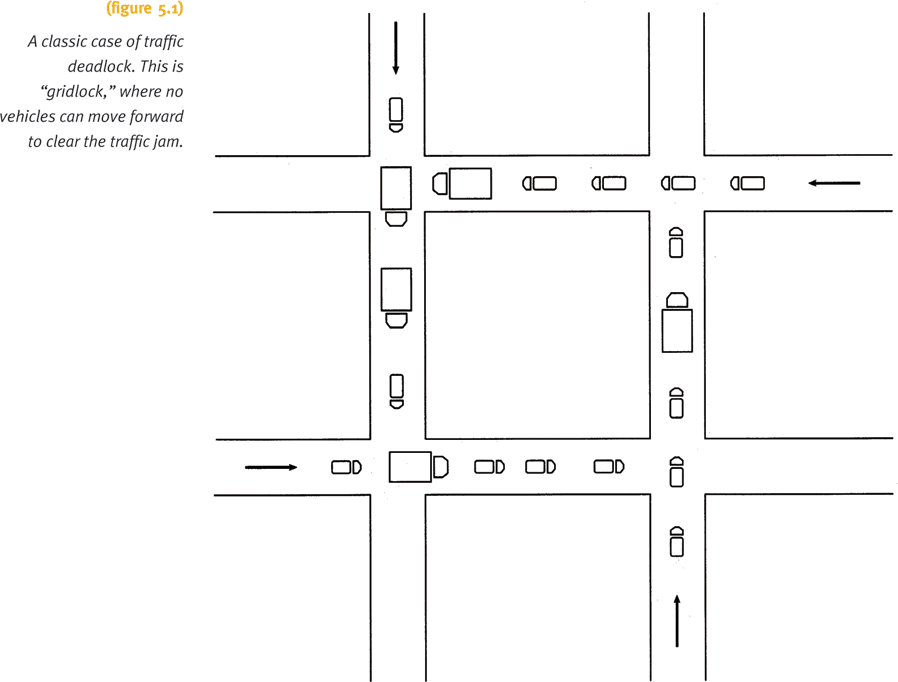 (figure 5.1)
A classic case of traffic
deadlock. This is
“gridlock,” where no
vehicles can move forward
to clear the traffic jam.